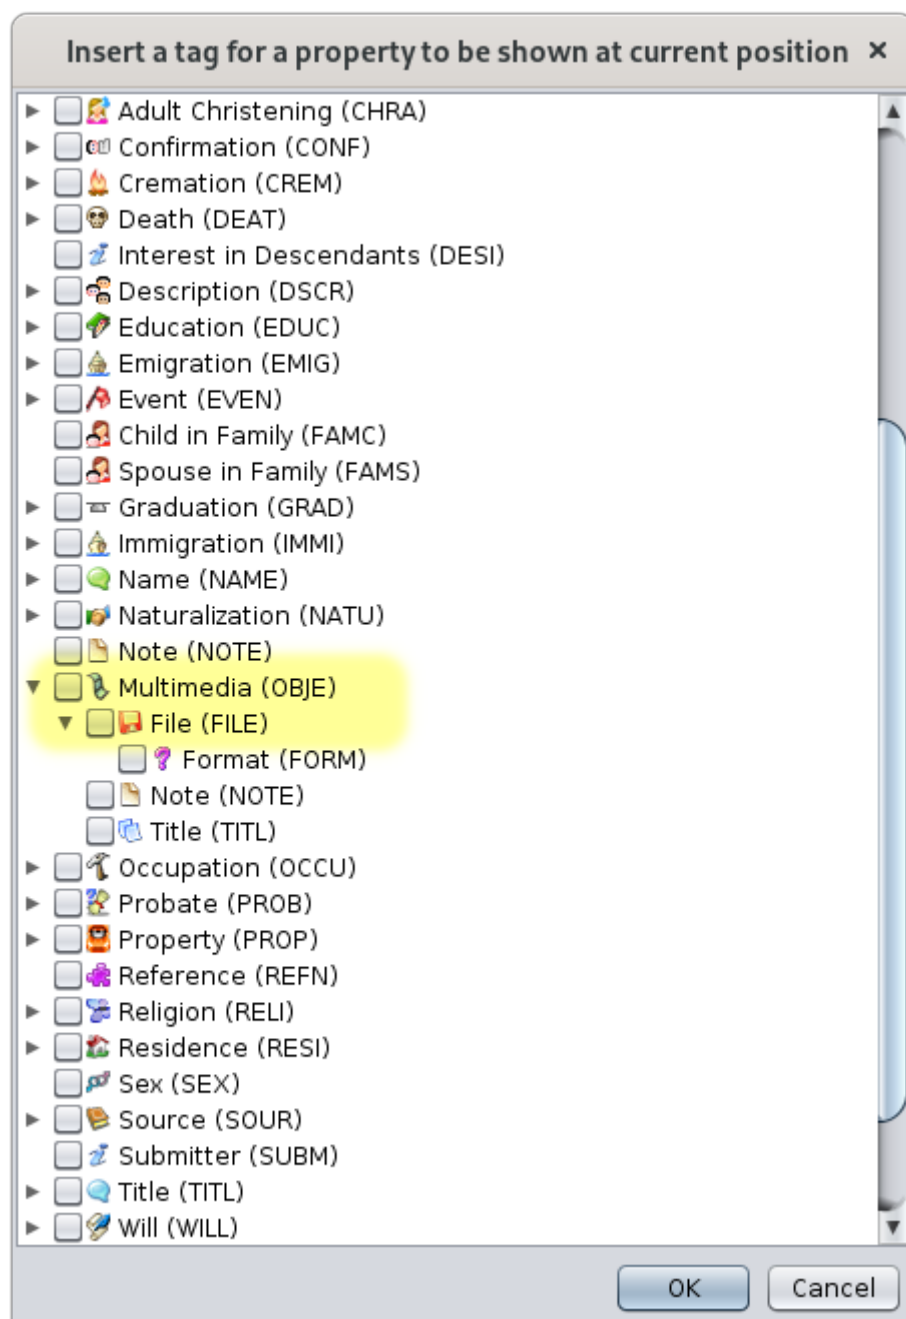 Insert a tag for a property to be shown at current position ×
Adult Christening (CHRA)
Confirmation (CONF)
Cremation (CREM)
Death (DEAT)
Interest in Descendants (DESI)
Description (DSCR)
Education (EDUC)
Emigration (EMIG)
Event (EVEN)
Child in Family (FAMC)
Spouse in Family (FAMS)
Graduation (GRAD)
Immigration (IMMI)
Name (NAME)
Naturalization (NATU)
Note (NOTE)
Multimedia (OBJE)
File (FILE)
Format (FORM)
Note (NOTE)
Title (TITL)
Occupation (OCCU)
Probate (PROB)
Property (PROP)
Reference (REFN)
Religion (RELI)
Residence (RESI)
Sex (SEX)
Source (SOUR)
Submitter (SUBM)
Title (TITL)
Will (WILL)
OK Cancel